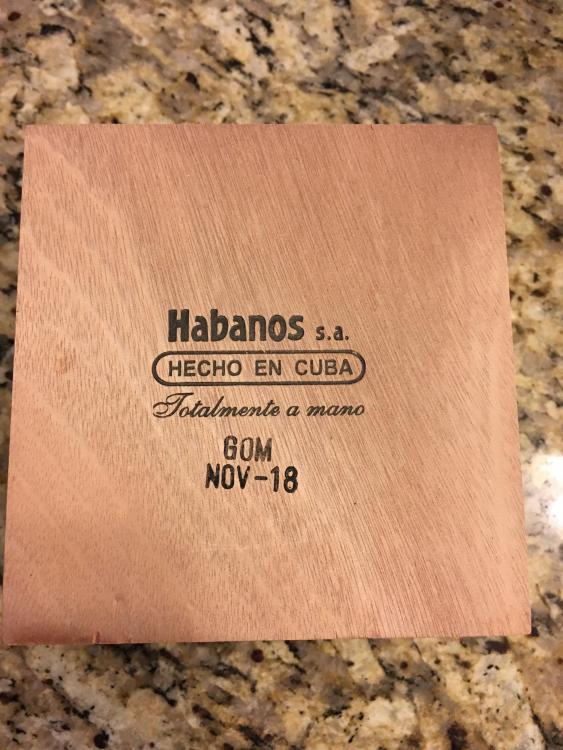 Habanos s.a.
HECHO EN CUBA
Totalmente a mano
GOM
NOV-18